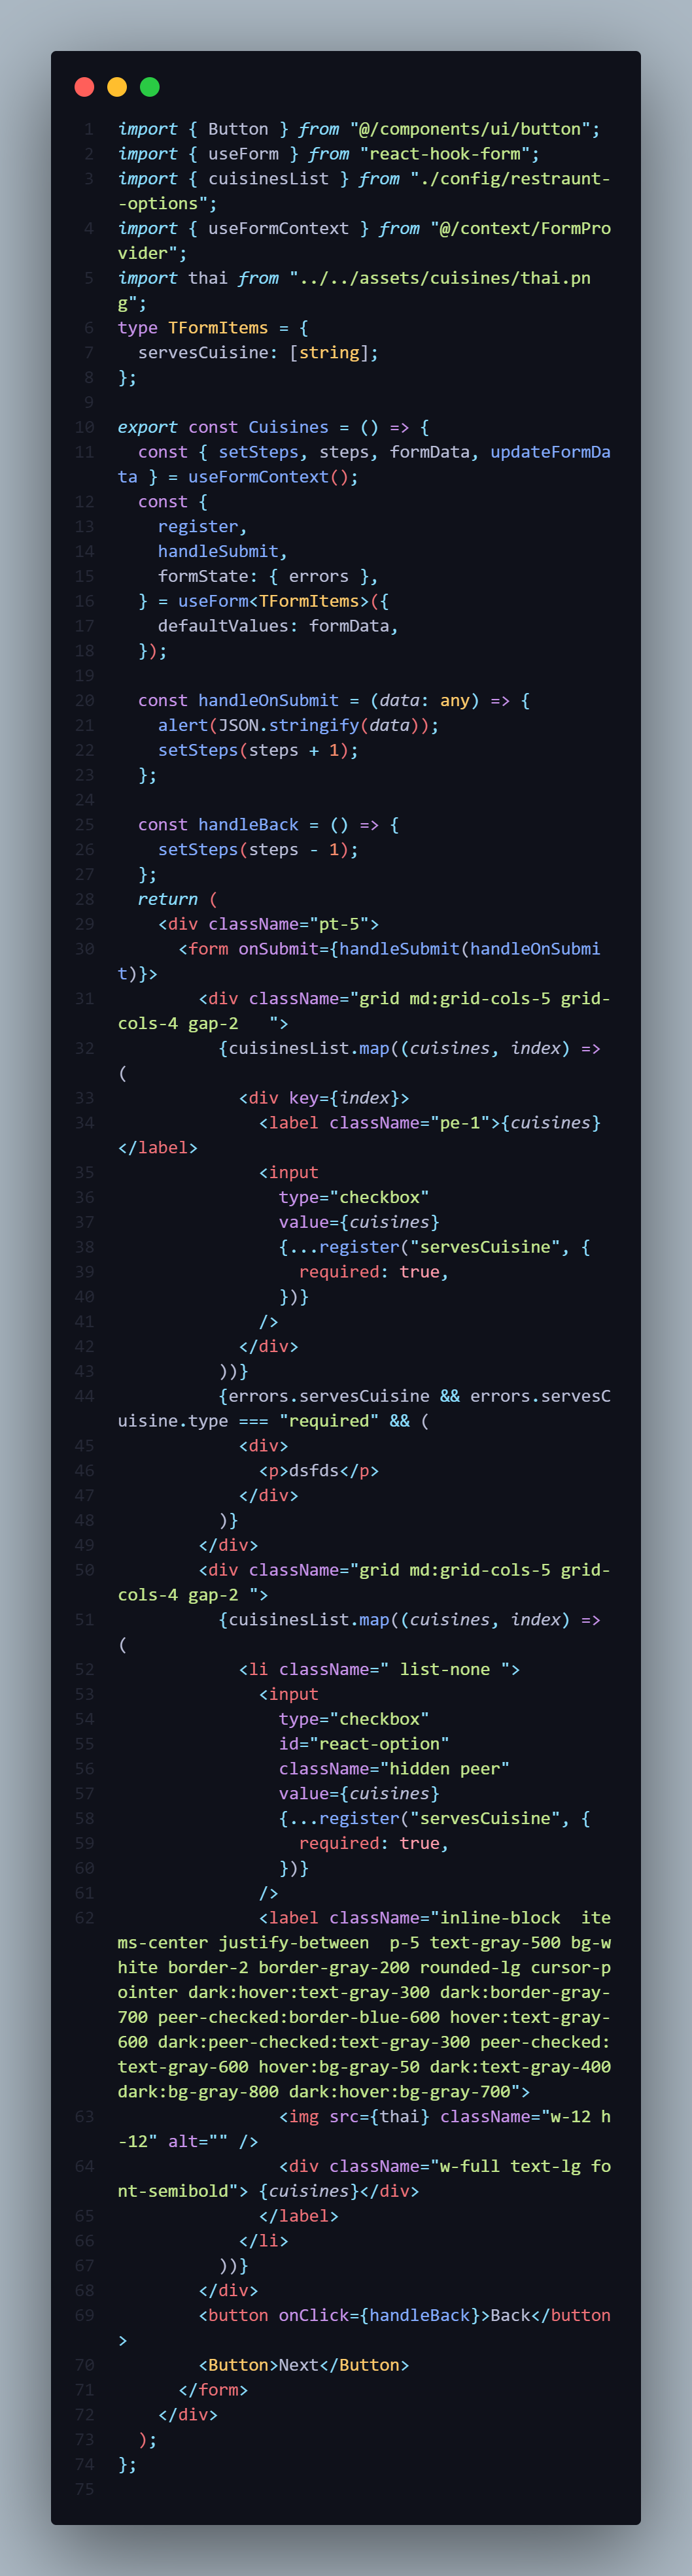 1 import { Button } from "@/components/ui/button";
2 import { useForm } from "react-hook-form";
3 import { cuisinesList } from "./config/restraunt-
-options";
4 import { useFormContext } from "@/context/FormPro
vider";
5 import thai from "../../assets/cuisines/thai.pn
g";
6 type TFormItems = {
7 servesCuisine: [string];
8 };
9
10 export const Cuisines = () => {
11 const { setSteps, steps, formData, updateFormDa
ta } = useFormContext();
12 const {
13 register,
14 handleSubmit,
15 formState: { errors },
16 } = useForm<TFormItems>({
17 defaultValues: formData,
18 });
19
20 const handleOnSubmit = (data: any) => {
21 alert(JSON.stringify(data));
22 setSteps(steps + 1);
23 };
24
25 const handleBack = () => {
26 setSteps(steps - 1);
27 };
28 return (
29 <div className="pt-5">
30 <form onSubmit={handleSubmit(handleOnSubmi
t)}>
31 <div className="grid md:grid-cols-5 grid-
cols-4 gap-2   ">
32 {cuisinesList.map((cuisines, index) =>
(
33 <div key={index}>
34 <label className="pe-1">{cuisines}
</label>
35 <input
36 type="checkbox"
37 value={cuisines}
38 {...register("servesCuisine", {
39 required: true,
40 })}
41 />
42 </div>
43 ))}
44 {errors.servesCuisine && errors.servesC
uisine.type === "required" && (
45 <div>
46 <p>dsfds</p>
47 </div>
48 )}
49 </div>
50 <div className="grid md:grid-cols-5 grid-
cols-4 gap-2 ">
51 {cuisinesList.map((cuisines, index) =>
(
52 <li className=" list-none ">
53 <input
54 type="checkbox"
55 id="react-option"
56 className="hidden peer"
57 value={cuisines}
58 {...register("servesCuisine", {
59 required: true,
60 })}
61 />
62 <label className="inline-block  ite
ms-center justify-between  p-5 text-gray-500 bg-w
hite border-2 border-gray-200 rounded-lg cursor-p
ointer dark:hover:text-gray-300 dark:border-gray-
700 peer-checked:border-blue-600 hover:text-gray-
600 dark:peer-checked:text-gray-300 peer-checked:
text-gray-600 hover:bg-gray-50 dark:text-gray-400
dark:bg-gray-800 dark:hover:bg-gray-700">
63 <img src={thai} className="w-12 h
-12" alt="" />
64 <div className="w-full text-lg fo
nt-semibold"> {cuisines}</div>
65 </label>
66 </li>
67 ))}
68 </div>
69 <button onClick={handleBack}>Back</button
>
70 <Button>Next</Button>
71 </form>
72 </div>
73 );
74 };
75